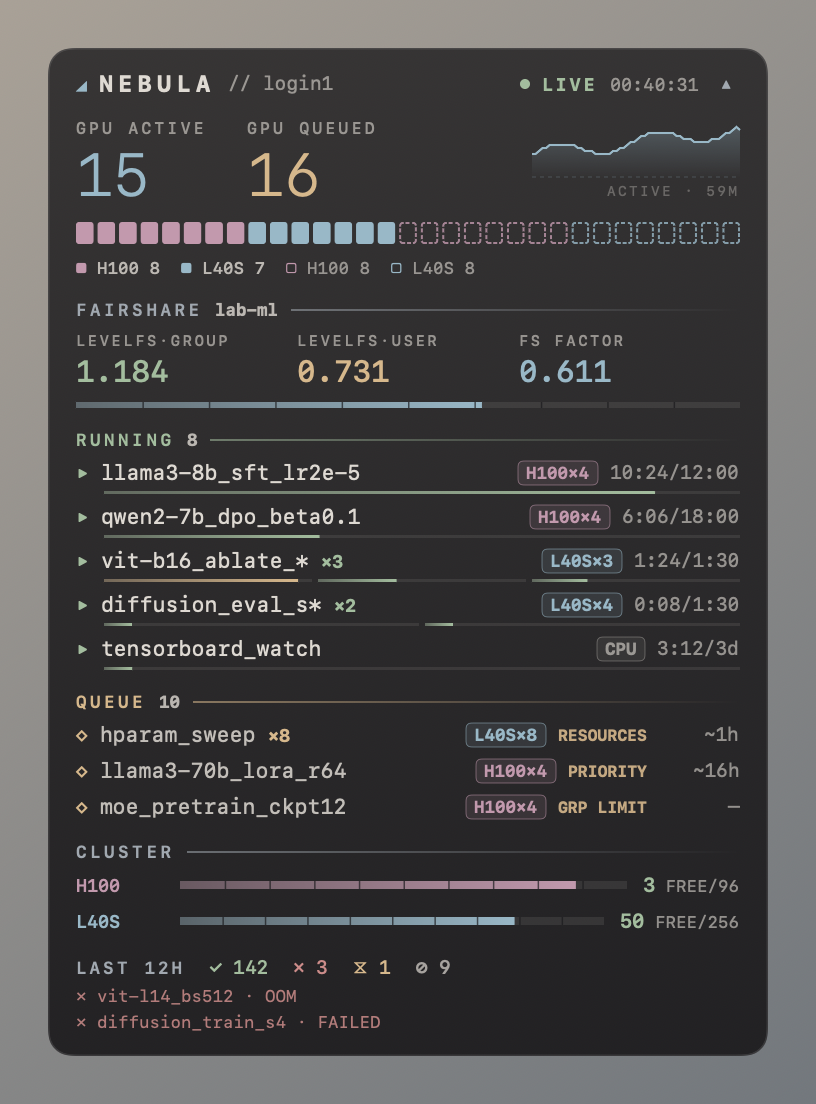 NEBULA // login1 LIVE 00:40:31
GPU ACTIVE GPU QUEUED
15 16
ACTIVE · 59M
H100 8 L40S 7 H100 8 L40S 8
FAIRSHARE lab-ml
LEVELFS·GROUP LEVELFS·USER FS FACTOR
1.184 0.731 0.611
RUNNING 8
llama3-8b_sft_lr2e-5 H100×4 10:24/12:00
qwen2-7b_dpo_beta0.1 H100×4 6:06/18:00
vit-b16_ablate_* ×3 L40S×3 1:24/1:30
diffusion_eval_s* ×2 L40S×4 0:08/1:30
tensorboard_watch CPU 3:12/3d
QUEUE 10
hparam_sweep ×8 L40S×8 RESOURCES ~1h
llama3-70b_lora_r64 H100×4 PRIORITY ~16h
moe_pretrain_ckpt12 H100×4 GRP LIMIT —
CLUSTER
H100 3 FREE/96
L40S 50 FREE/256
LAST 12H ✓ 142 × 3 ⧖ 1 ⊘ 9
× vit-l14_bs512 · OOM
× diffusion_train_s4 · FAILED